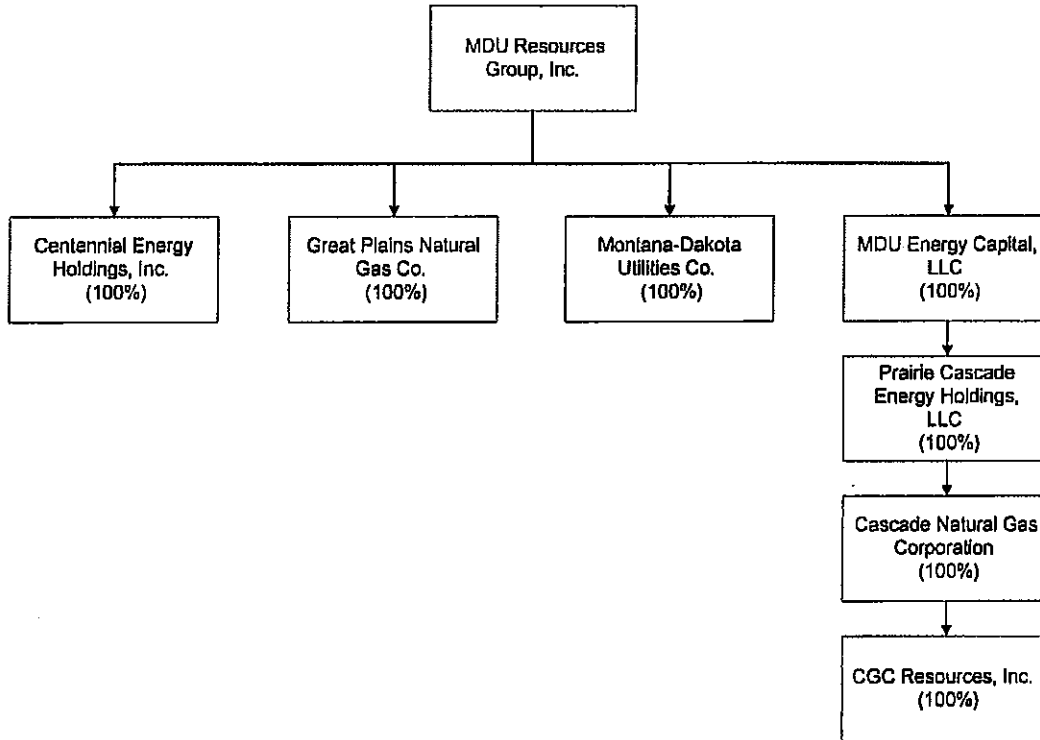 MDU Resources
Group, Inc.
Centennial Energy
Holdings, Inc.
(100%)
Great Plains Natural
Gas Co.
(100%)
Montana-Dakota
Utilities Co.
(100%)
MDU Energy Capital,
LLC
(100%)
Prairie Cascade
Energy Holdings,
LLC
(100%)
Cascade Natural Gas
Corporation
(100%)
CGC Resources, Inc.
(100%)